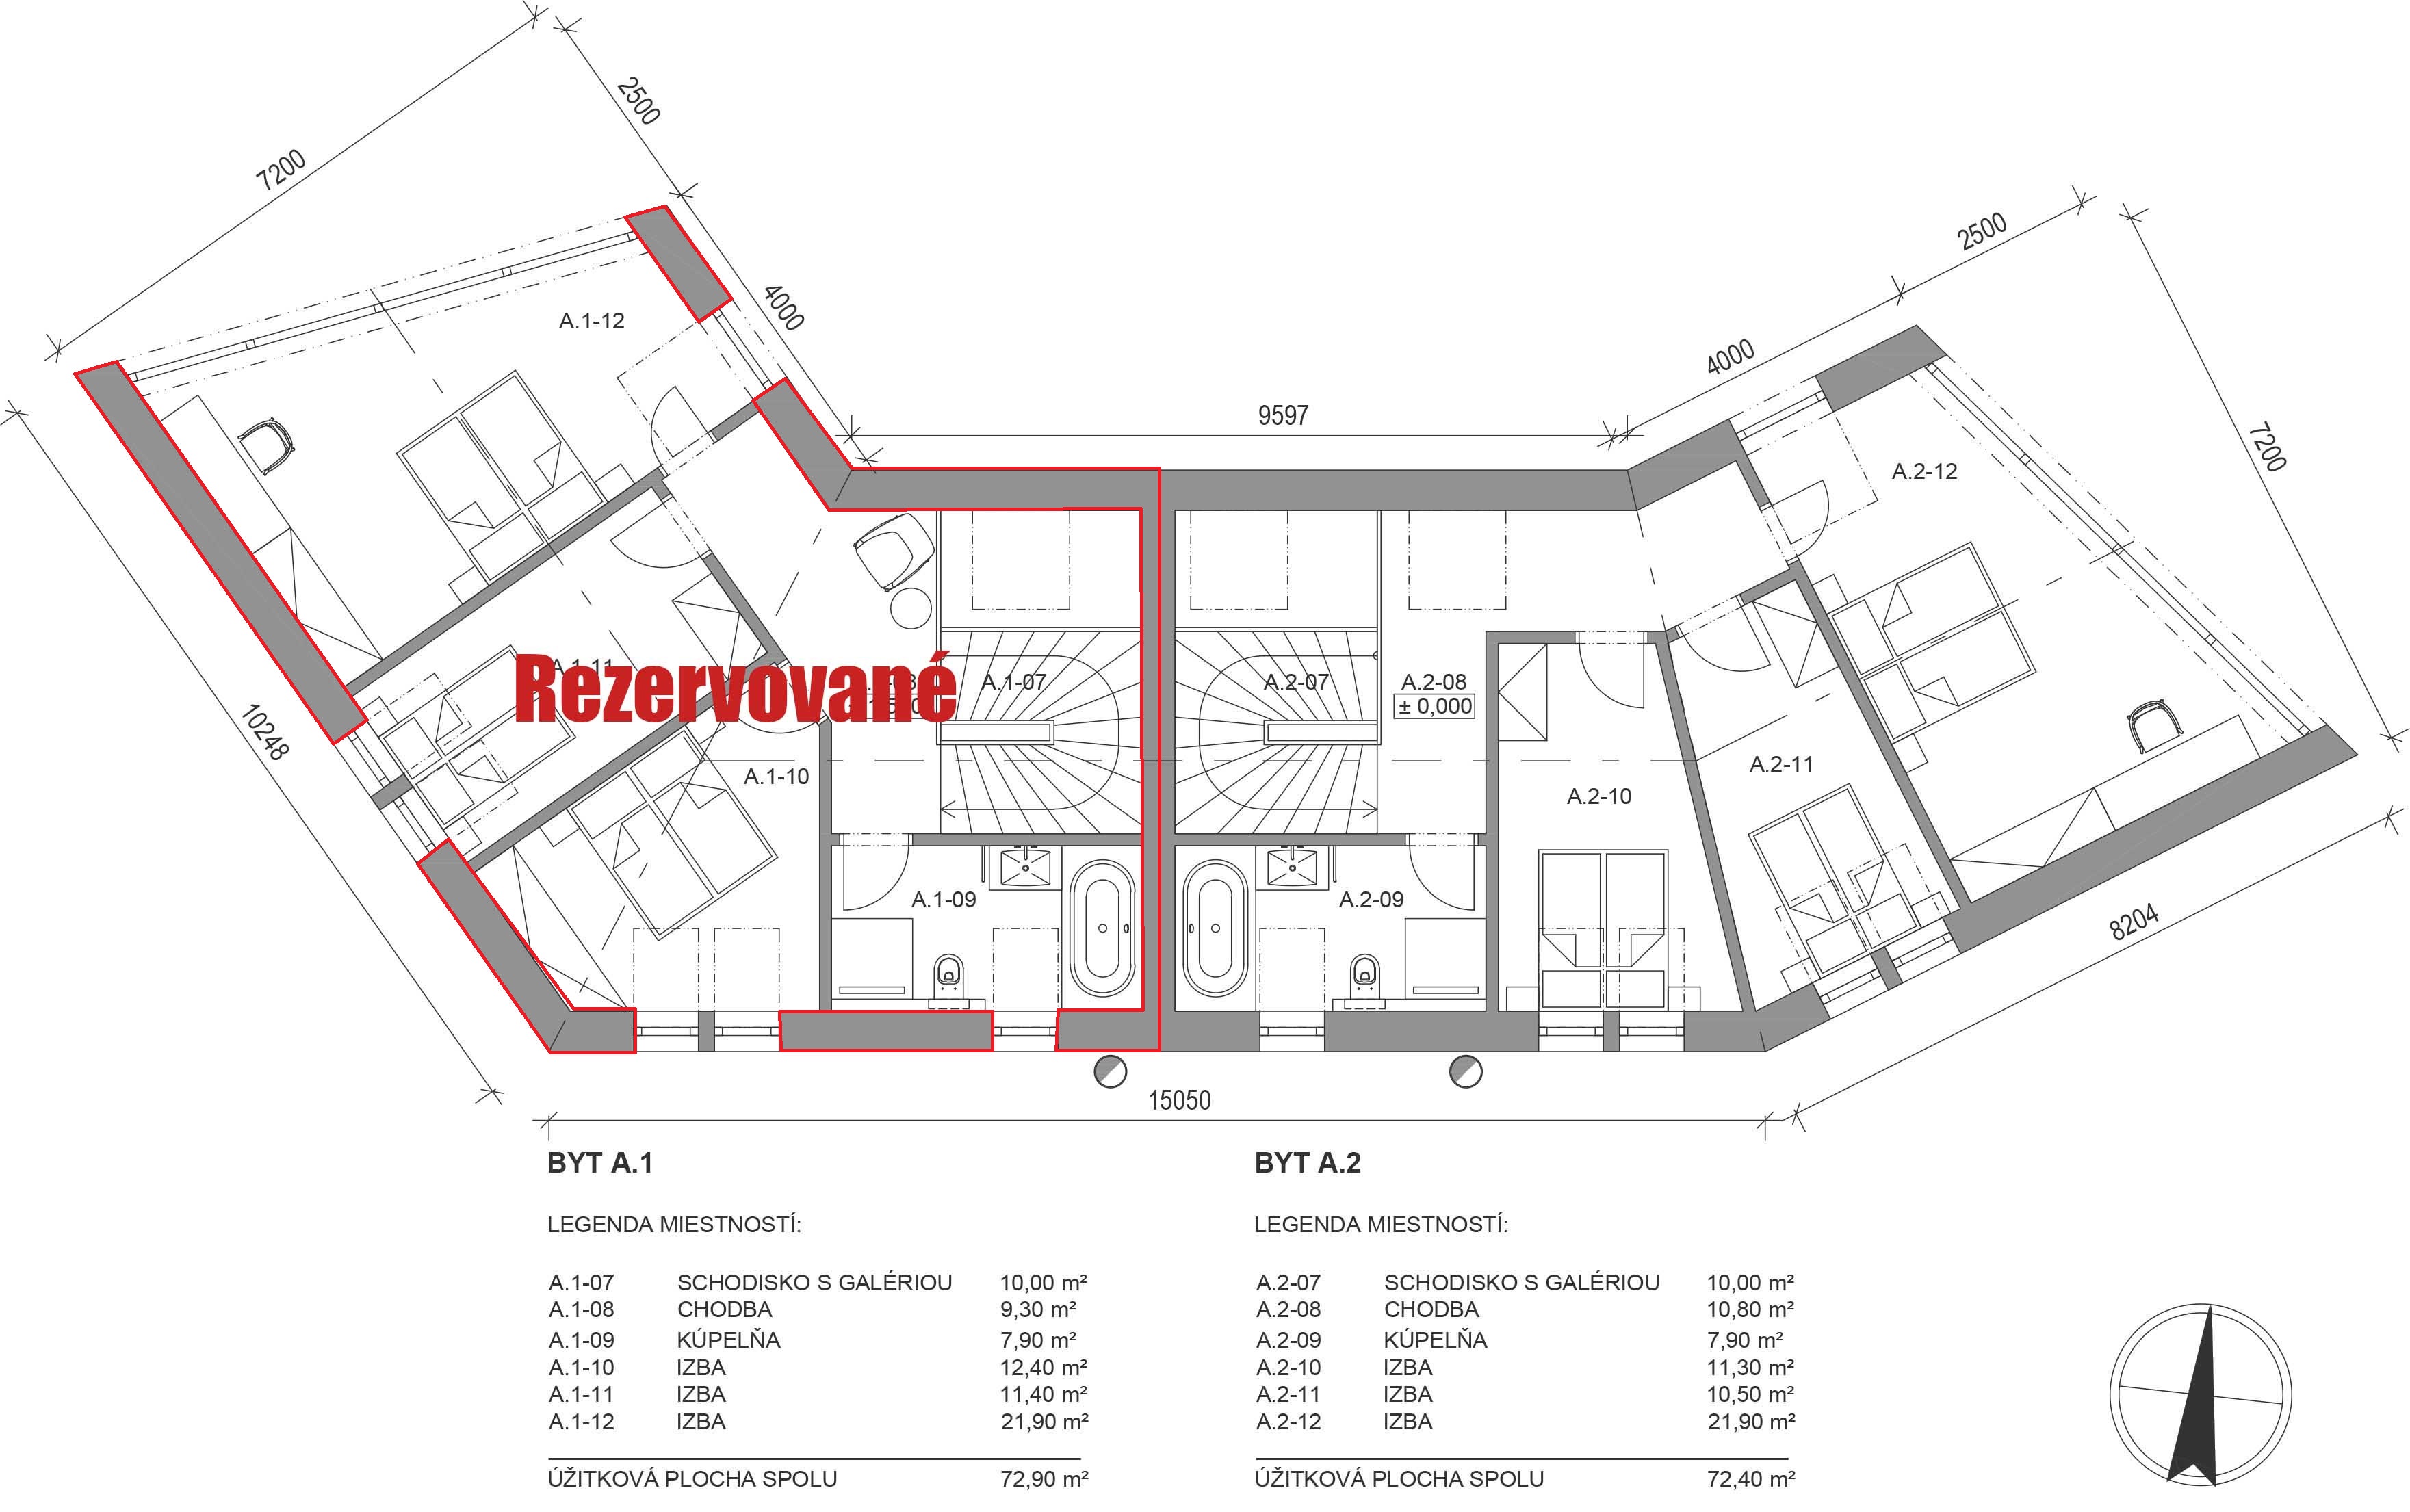 2500
7200
4000
A.1-12
2500
4000
7200
9597
A.2-12
10248
A.1-11
Rezervované
A.1-07
A.2-07
A.2-08
± 0,000
A.1-10
A.2-10
A.2-11
A.1-09
A.2-09
8204
15050
BYT A.1
LEGENDA MIESTNOSTÍ:
A.1-07 SCHODISKO S GALÉRIOU 10,00 m²
A.1-08 CHODBA 9,30 m²
A.1-09 KÚPELŇA 7,90 m²
A.1-10 IZBA 12,40 m²
A.1-11 IZBA 11,40 m²
A.1-12 IZBA 21,90 m²
ÚŽITKOVÁ PLOCHA SPOLU 72,90 m²
BYT A.2
LEGENDA MIESTNOSTÍ:
A.2-07 SCHODISKO S GALÉRIOU 10,00 m²
A.2-08 CHODBA 10,80 m²
A.2-09 KÚPELŇA 7,90 m²
A.2-10 IZBA 11,30 m²
A.2-11 IZBA 10,50 m²
A.2-12 IZBA 21,90 m²
ÚŽITKOVÁ PLOCHA SPOLU 72,40 m²